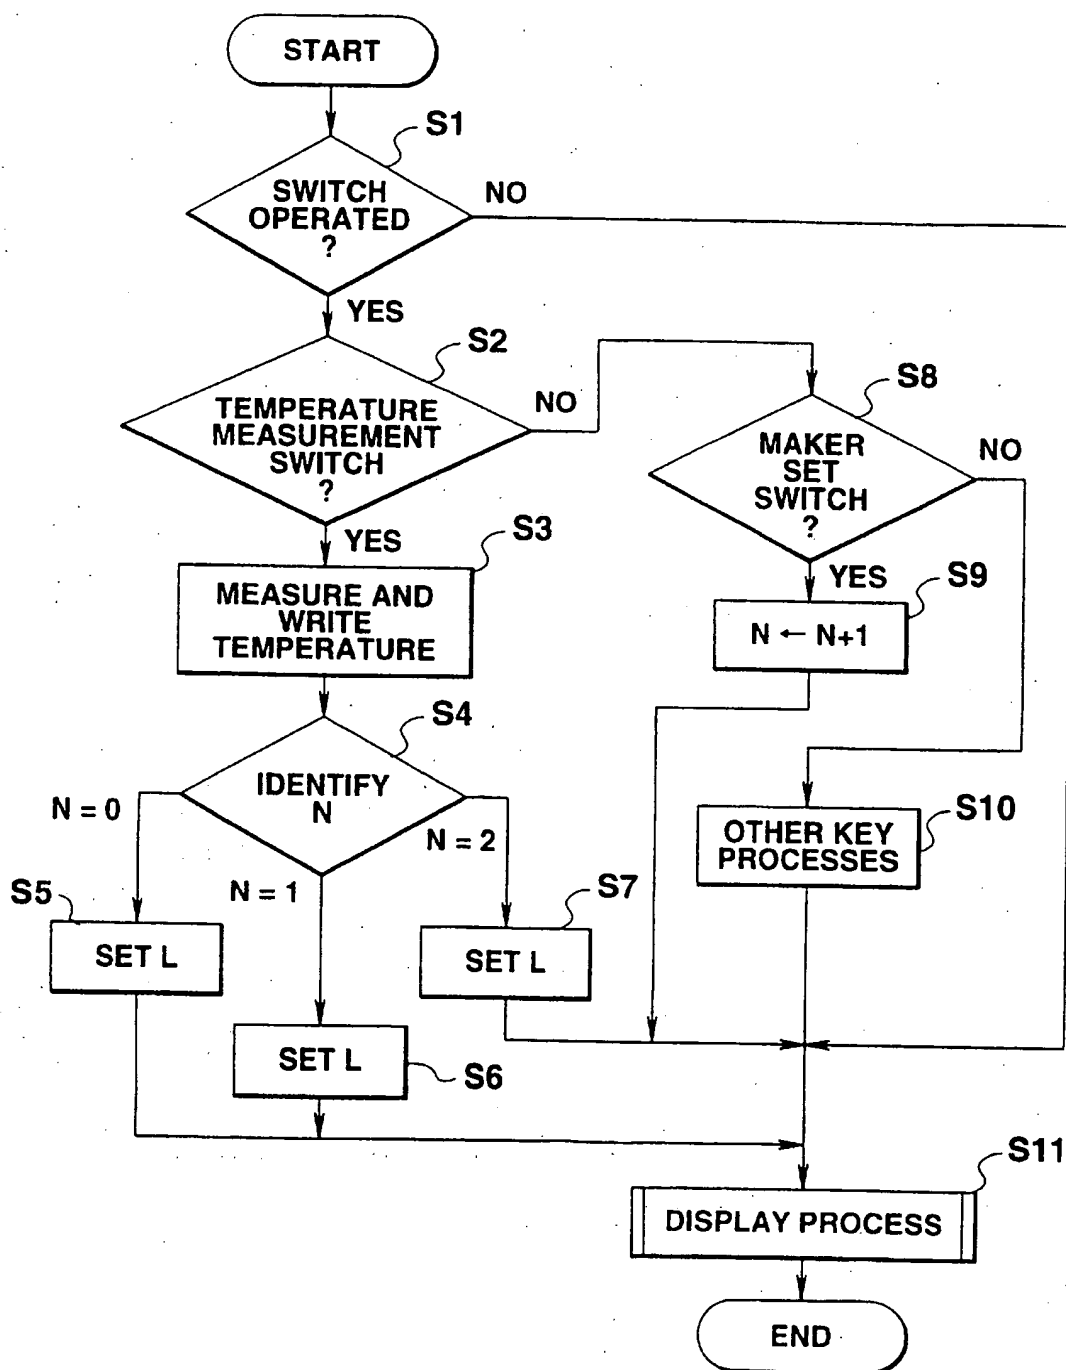 START
S1
SWITCH
OPERATED
?
NO
YES
S2
TEMPERATURE
MEASUREMENT
SWITCH
?
NO
S8
MAKER
SET
SWITCH
?
NO
YES
S3
MEASURE AND
WRITE
TEMPERATURE
YES
S9
N ← N+1
S4
IDENTIFY
N
N = 0
N = 1
N = 2
S10
OTHER KEY
PROCESSES
S5
SET L
S7
SET L
S6
SET L
S11
DISPLAY PROCESS
END